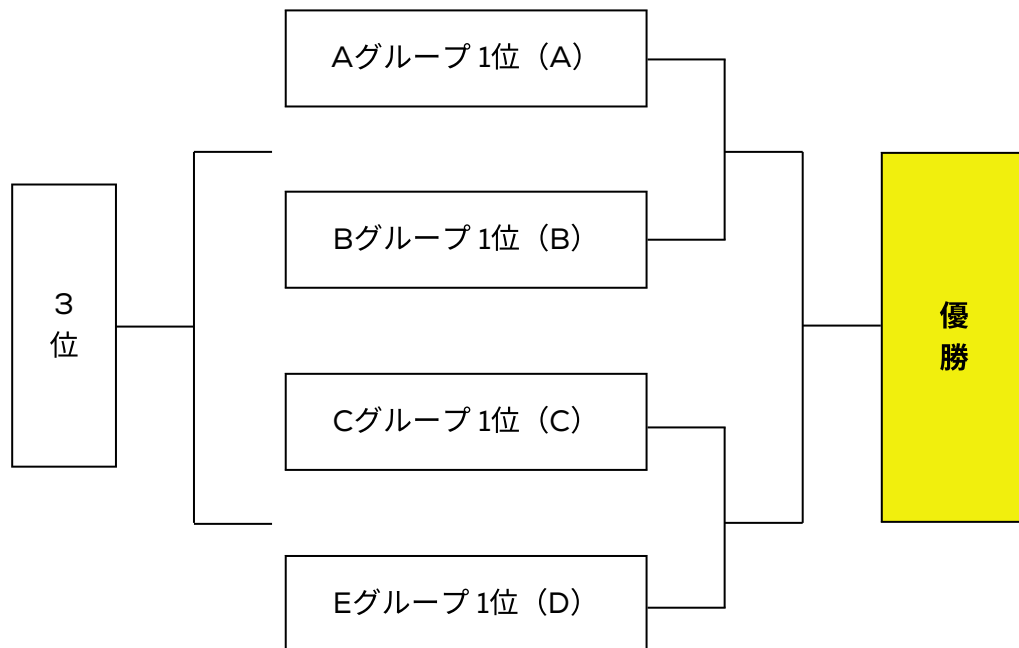 Aグループ 1位（A）
Bグループ 1位（B）
Cグループ 1位（C）
Eグループ 1位（D）
3
位
優
勝